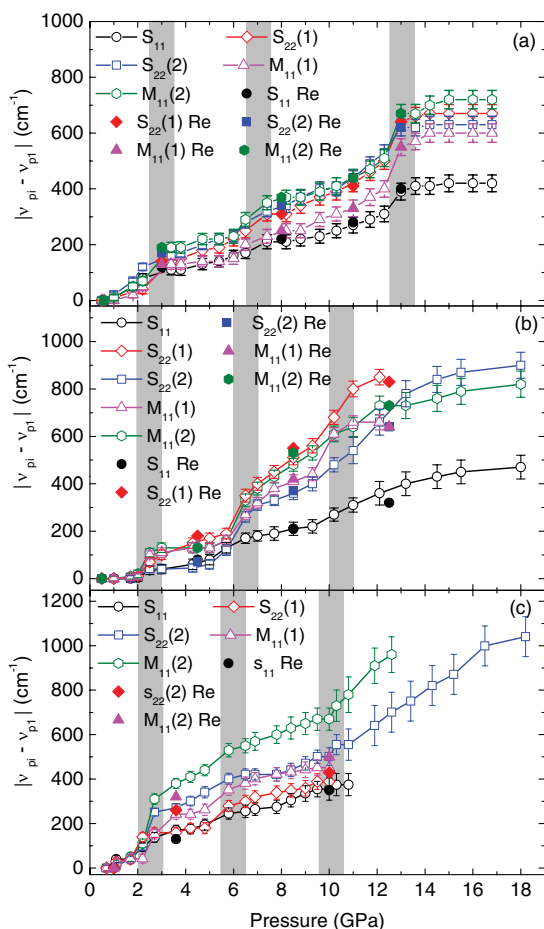 (a)
S₁₁ S₂₂(1)
S₂₂(2) M₁₁(1)
M₁₁(2) S₁₁ Re
S₂₂(1) Re S₂₂(2) Re
M₁₁(1) Re M₁₁(2) Re
|ν_pi - ν_p1| (cm⁻¹)
1000
800
600
400
200
0
(b)
S₁₁ S₂₂(2) Re
S₂₂(1) M₁₁(1) Re
S₂₂(2) M₁₁(2) Re
M₁₁(1)
M₁₁(2)
S₁₁ Re
S₂₂(1) Re
|ν_pi - ν_p1| (cm⁻¹)
800
600
400
200
0
(c)
S₁₁ S₂₂(1)
S₂₂(2) M₁₁(1)
M₁₁(2) s₁₁ Re
s₂₂(2) Re
M₁₁(2) Re
|ν_pi - ν_p1| (cm⁻¹)
1200
1000
800
600
400
200
0
0 2 4 6 8 10 12 14 16 18
Pressure (GPa)